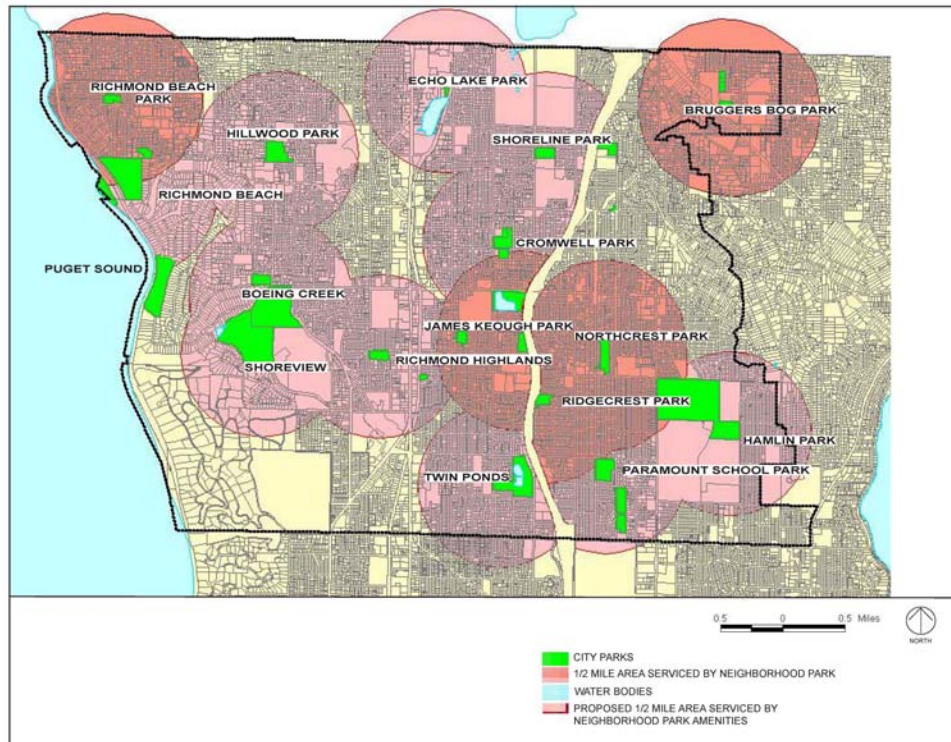 RICHMOND BEACH
PARK
ECHO LAKE PARK
BRUGGERS BOG PARK
HILLWOOD PARK
SHORELINE PARK
RICHMOND BEACH
CROMWELL PARK
PUGET SOUND
BOEING CREEK
JAMES KEOUGH PARK
NORTHCREST PARK
RICHMOND HIGHLANDS
SHOREVIEW
RIDGECREST PARK
HAMLIN PARK
TWIN PONDS
PARAMOUNT SCHOOL PARK
0.5 0 0.5 Miles
NORTH
CITY PARKS
1/2 MILE AREA SERVICED BY NEIGHBORHOOD PARK
WATER BODIES
PROPOSED 1/2 MILE AREA SERVICED BY
NEIGHBORHOOD PARK AMENITIES